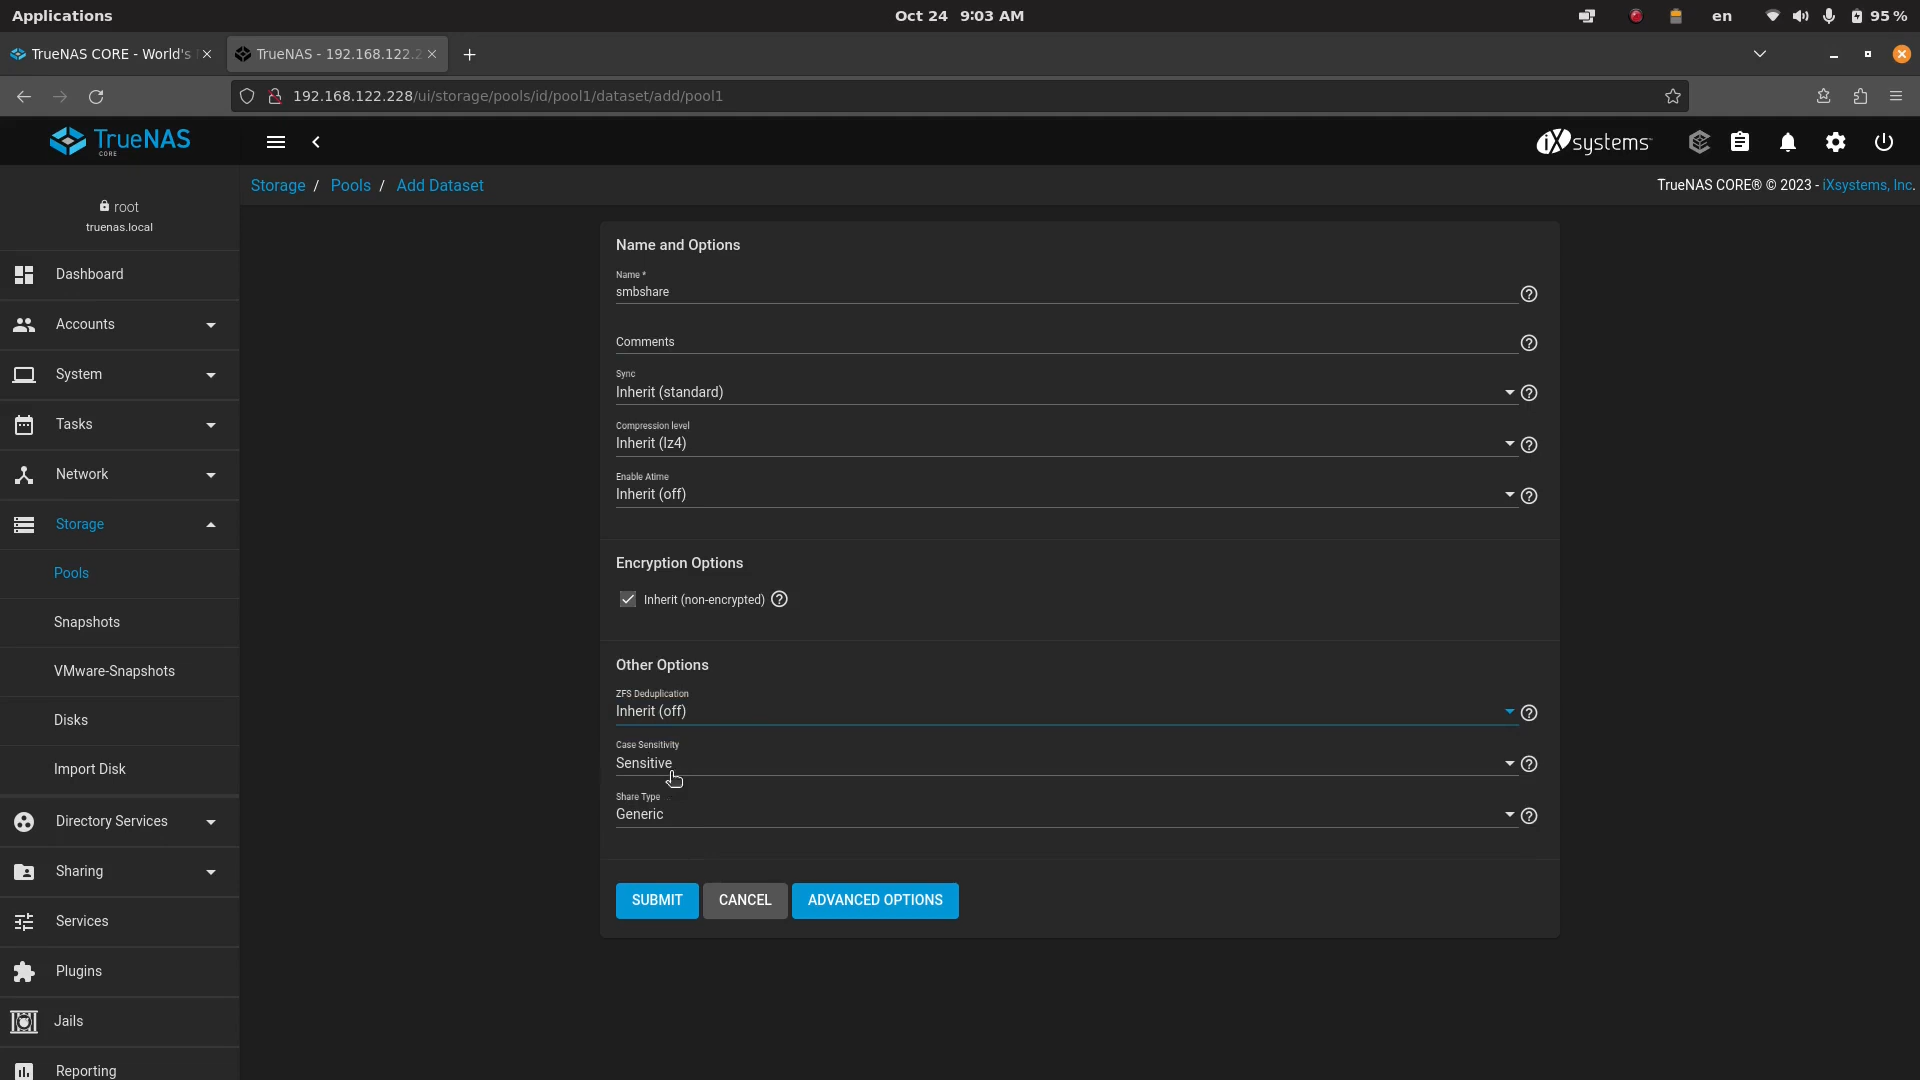 Applications
Oct 24 9:03 AM
en
95 %
TrueNAS CORE - World's
TrueNAS - 192.168.122.2
192.168.122.228/ui/storage/pools/id/pool1/dataset/add/pool1
TrueNAS
CORE
iXsystems
Storage / Pools / Add Dataset
TrueNAS CORE® © 2023 - iXsystems, Inc.
root
truenas.local
Dashboard
Accounts
System
Tasks
Network
Storage
Pools
Snapshots
VMware-Snapshots
Disks
Import Disk
Directory Services
Sharing
Services
Plugins
Jails
Reporting
Name and Options
Name *
smbshare
Comments
Sync
Inherit (standard)
Compression level
Inherit (lz4)
Enable Atime
Inherit (off)
Encryption Options
Inherit (non-encrypted)
Other Options
ZFS Deduplication
Inherit (off)
Case Sensitivity
Sensitive
Share Type
Generic
SUBMIT
CANCEL
ADVANCED OPTIONS